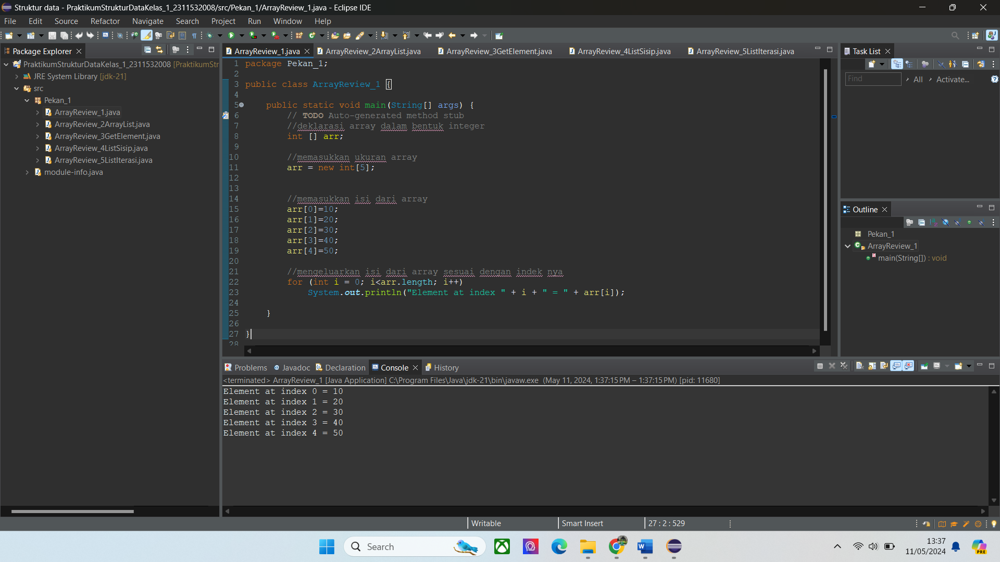 Struktur data - PraktikumStrukturDataKelas_1_2311532008/src/Pekan_1/ArrayReview_1.java - Eclipse IDE
File Edit Source Refactor Navigate Search Project Run Window Help
Package Explorer
PraktikumStrukturDataKelas_1_2311532008 [PraktikumStr
JRE System Library [jdk-21]
src
Pekan_1
ArrayReview_1.java
ArrayReview_2ArrayList.java
ArrayReview_3GetElement.java
ArrayReview_4ListSisip.java
ArrayReview_5ListIterasi.java
module-info.java
ArrayReview_1.java ArrayReview_2ArrayList.java ArrayReview_3GetElement.java ArrayReview_4ListSisip.java ArrayReview_5ListIterasi.java
1 package Pekan_1;
2
3 public class ArrayReview_1 {
4
5 public static void main(String[] args) {
6 // TODO Auto-generated method stub
7 //deklarasi array dalam bentuk integer
8 int [] arr;
9
10 //memasukkan ukuran array
11 arr = new int[5];
12
13
14 //memasukkan isi dari array
15 arr[0]=10;
16 arr[1]=20;
17 arr[2]=30;
18 arr[3]=40;
19 arr[4]=50;
20
21 //mengeluarkan isi dari array sesuai dengan indek nya
22 for (int i = 0; i<arr.length; i++)
23 System.out.println("Element at index " + i + " = " + arr[i]);
24
25 }
26
27 }
28
Task List
Find All Activate...
Outline
Pekan_1
ArrayReview_1
main(String[]) : void
Problems Javadoc Declaration Console History
<terminated> ArrayReview_1 [Java Application] C:\Program Files\Java\jdk-21\bin\javaw.exe (May 11, 2024, 1:37:15 PM – 1:37:15 PM) [pid: 11680]
Element at index 0 = 10
Element at index 1 = 20
Element at index 2 = 30
Element at index 3 = 40
Element at index 4 = 50
Writable Smart Insert 27 : 2 : 529
Search
13:37
11/05/2024
PRE